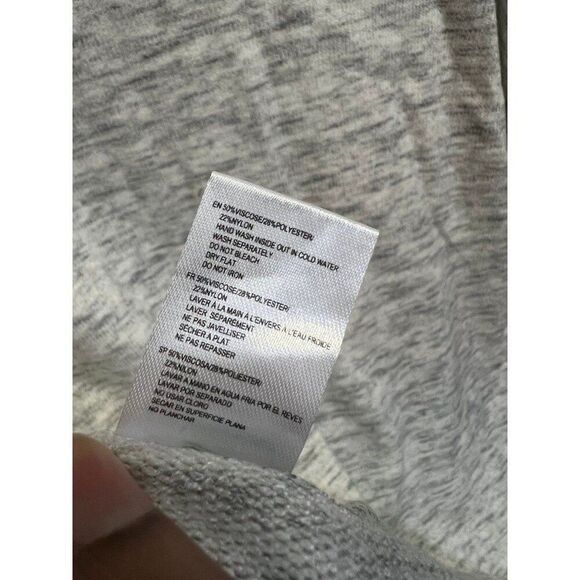 EN 50%VISCOSE/28%POLYESTER/
22%NYLON
HAND WASH INSIDE OUT IN COLD WATER
WASH SEPARATELY
DO NOT BLEACH
DRY FLAT
DO NOT IRON
FR 50%VISCOSE/28%POLYESTER/
22%NYLON
LAVER À LA MAIN À L'ENVERS À L'EAU FROIDE
LAVER SÉPARÉMENT
NE PAS JAVELLISER
SÉCHER À PLAT
NE PAS REPASSER
SP 50%VISCOSA/28%POLIESTER/
22%NILON
LAVAR A MANO EN AGUA FRIA POR EL REVES
LAVAR POR SEPARADO
NO USAR CLORO
SECAR EN SUPERFICIE PLANA
NO PLANCHAR